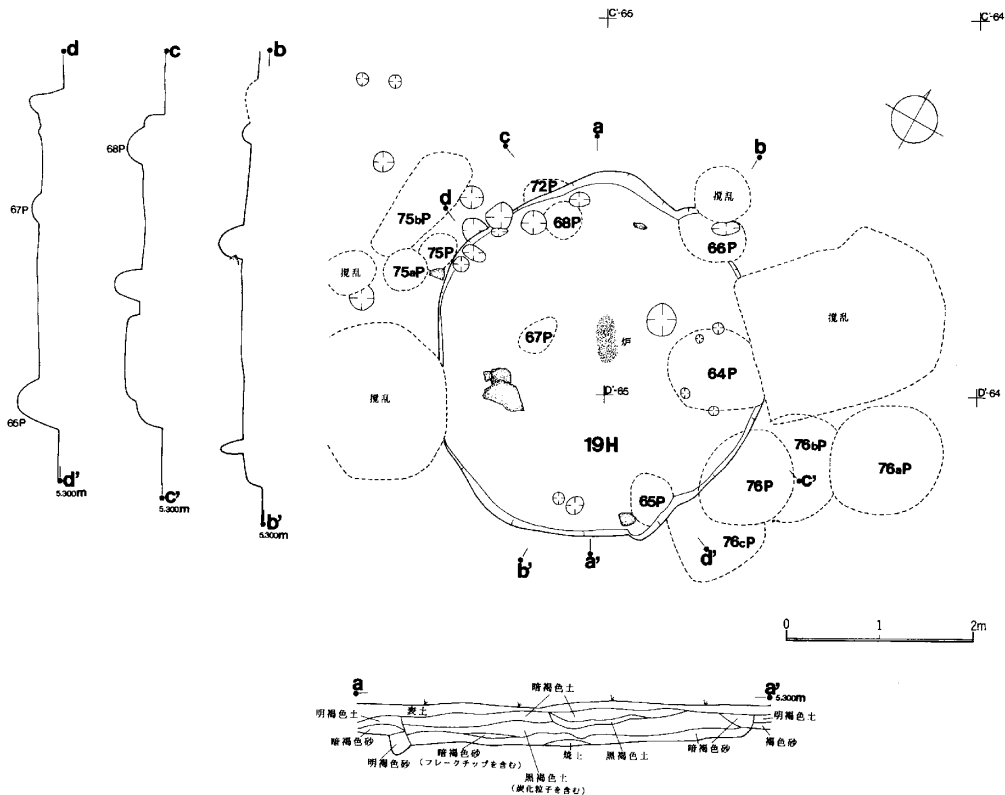 d
c
b
68P
67P
65P
d'
5.300m
c'
5.300m
b'
5.300m
C'-65
C'-64
a
c
b
d
72P
68P
75bP
75P
75aP
攪乱
攪乱
66P
攪乱
67P
炉
64P
攪乱
D'-65
D'-64
19H
65P
76P
76bP
76aP
76cP
c'
d'
b'
a'
0 1 2m
a
a'
5.300m
暗褐色土
表土
明褐色土
明褐色土
暗褐色砂
褐色砂
明褐色砂
暗褐色砂
(フレークチップを含む)
焼土
黒褐色土
暗褐色砂
黒褐色土
(炭化粒子を含む)